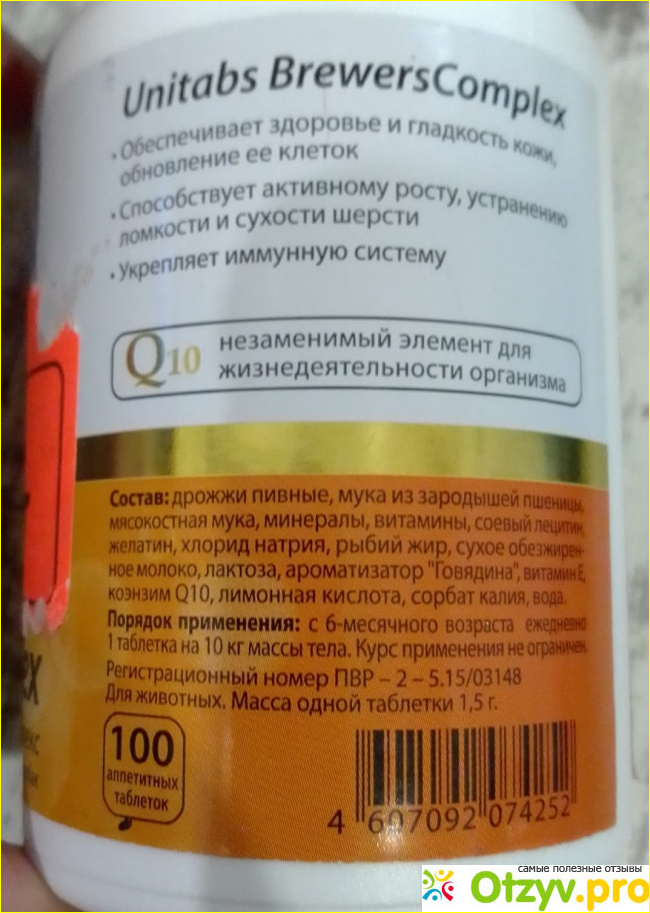 Unitabs BrewersComplex
•Обеспечивает здоровье и гладкость кожи,
обновление ее клеток
•Способствует активному росту, устранению
ломкости и сухости шерсти
•Укрепляет иммунную систему
Q10 незаменимый элемент для
жизнедеятельности организма
Состав: дрожжи пивные, мука из зародышей пшеницы,
мясокостная мука, минералы, витамины, соевый лецитин,
желатин, хлорид натрия, рыбий жир, сухое обезжирен-
ное молоко, лактоза, ароматизатор "Говядина", витамин Е,
коэнзим Q10, лимонная кислота, сорбат калия, вода.
Порядок применения: с 6-месячного возраста ежедневно
1 таблетка на 10 кг массы тела. Курс применения не ограничен.
Регистрационный номер ПВР – 2 – 5.15/03148
Для животных. Масса одной таблетки 1,5 г.
100
аппетитных
таблеток
4 607092 074252
самые полезные отзывы
Otzyv.pro